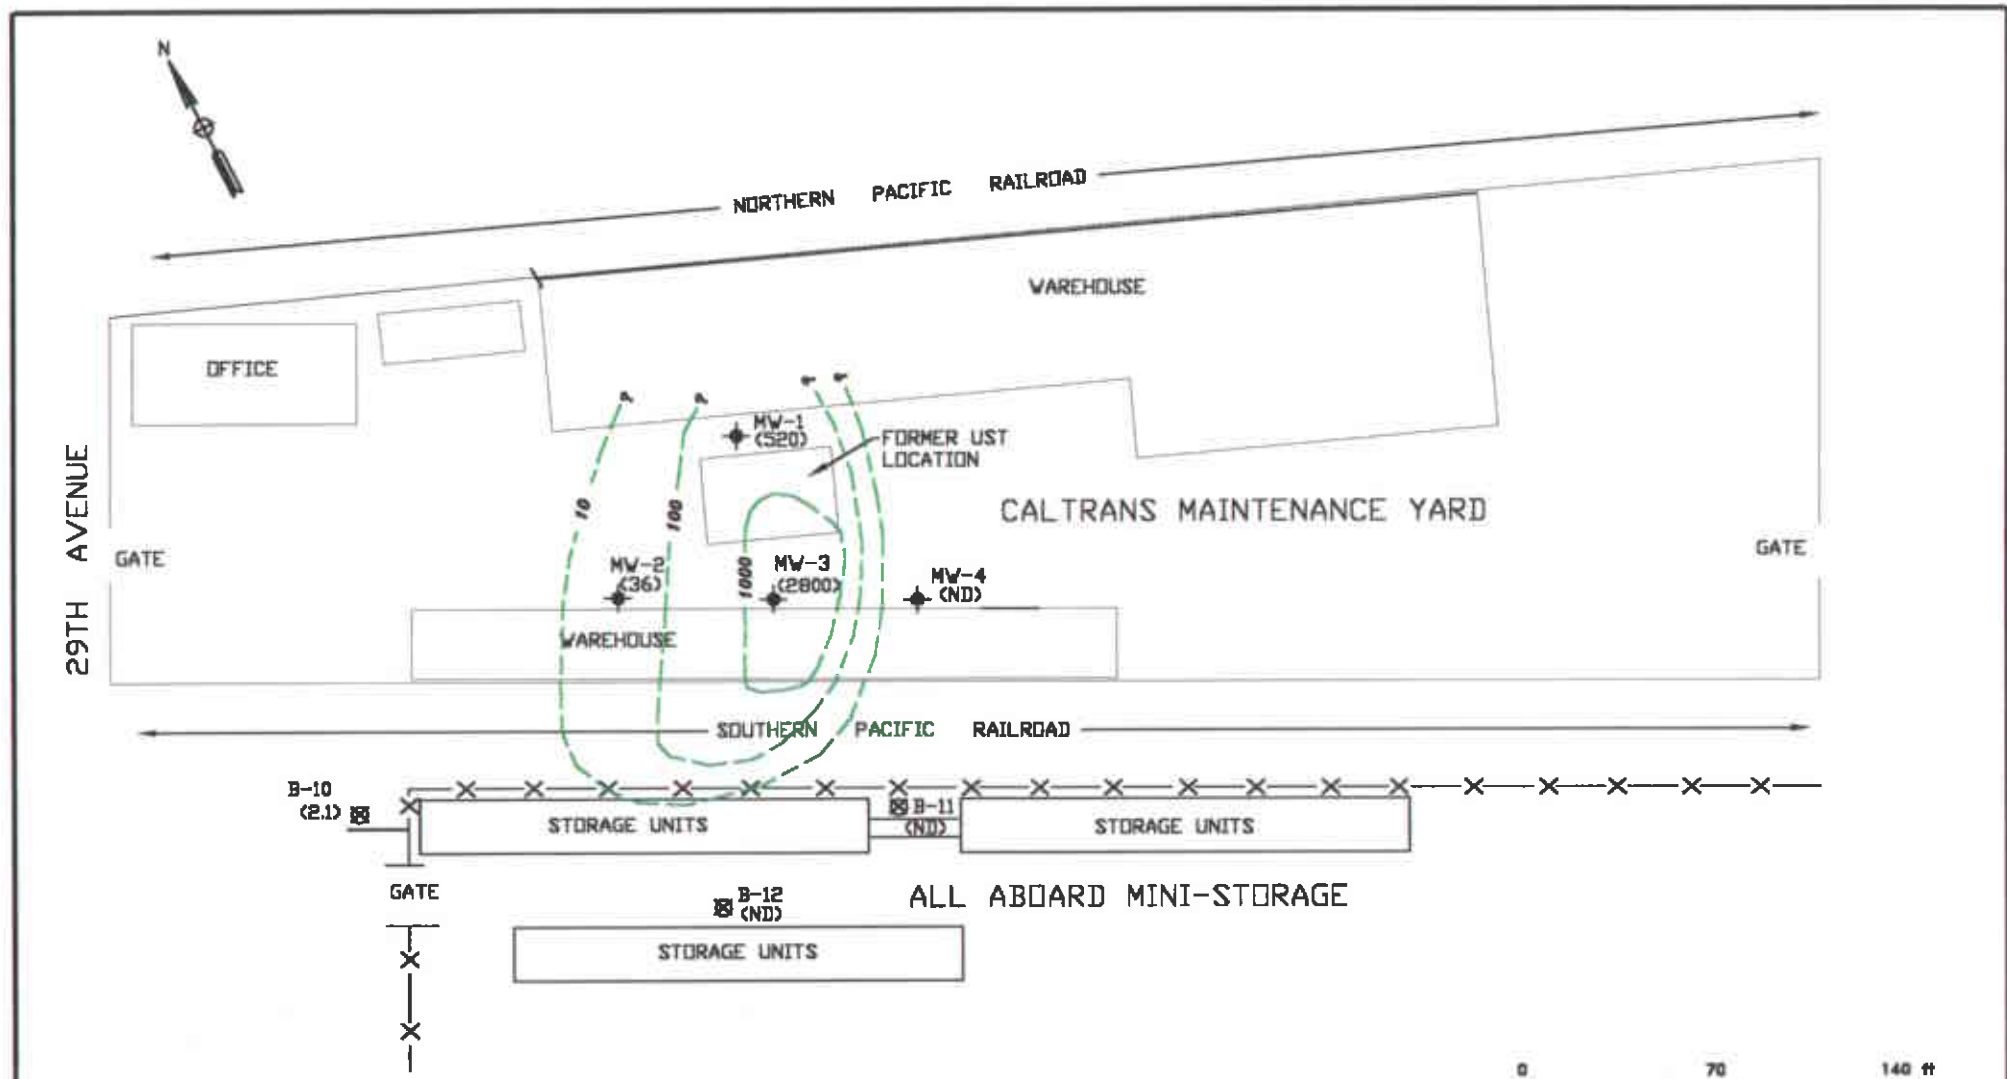 N
NORTHERN PACIFIC RAILROAD
WAREHOUSE
OFFICE
? ? ? ?
MW-1
(520)
FORMER UST
LOCATION
10
100
1000
CALTRANS MAINTENANCE YARD
29TH AVENUE
GATE
GATE
MW-2
(36)
MW-3
(2800)
MW-4
(ND)
WAREHOUSE
SOUTHERN PACIFIC RAILROAD
B-10
(2.1)
B-11
(ND)
STORAGE UNITS
STORAGE UNITS
GATE
B-12
(ND)
ALL ABOARD MINI-STORAGE
STORAGE UNITS
0 70 140 ft